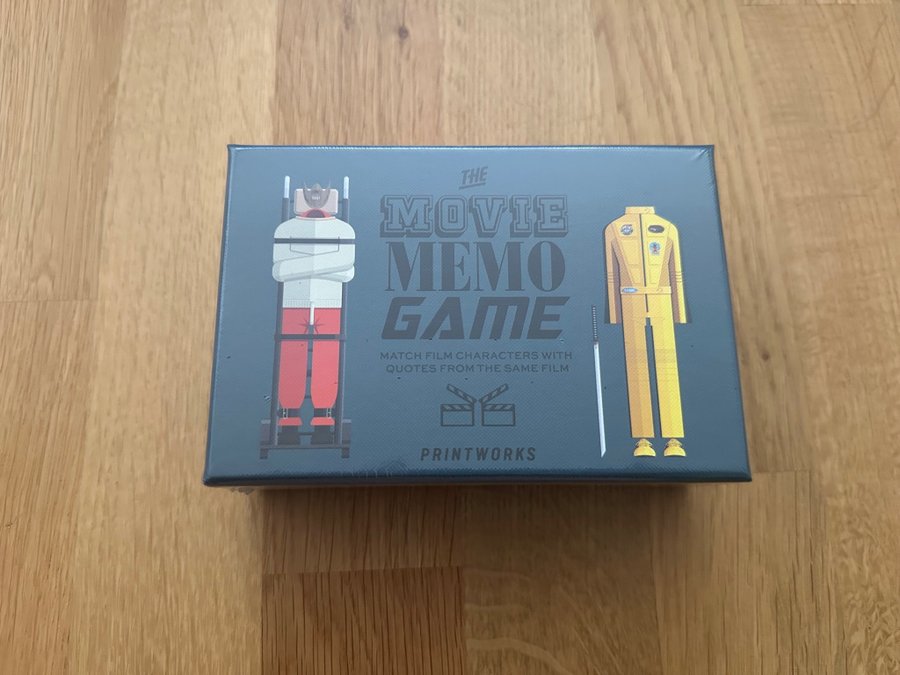 THE
MOVIE
MEMO
GAME
MATCH FILM CHARACTERS WITH
QUOTES FROM THE SAME FILM
PRINTWORKS